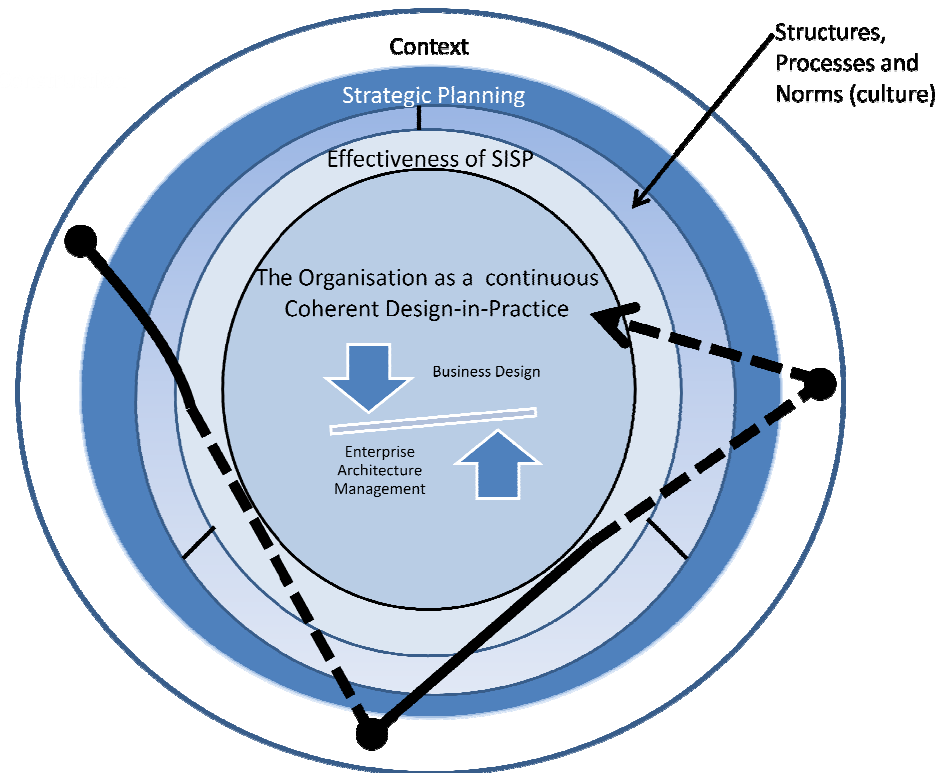 Context
Structures,
Processes and
Norms (culture)
Strategic Planning
Effectiveness of SISP
The Organisation as a continuous
Coherent Design-in-Practice
Business Design
Enterprise
Architecture
Management